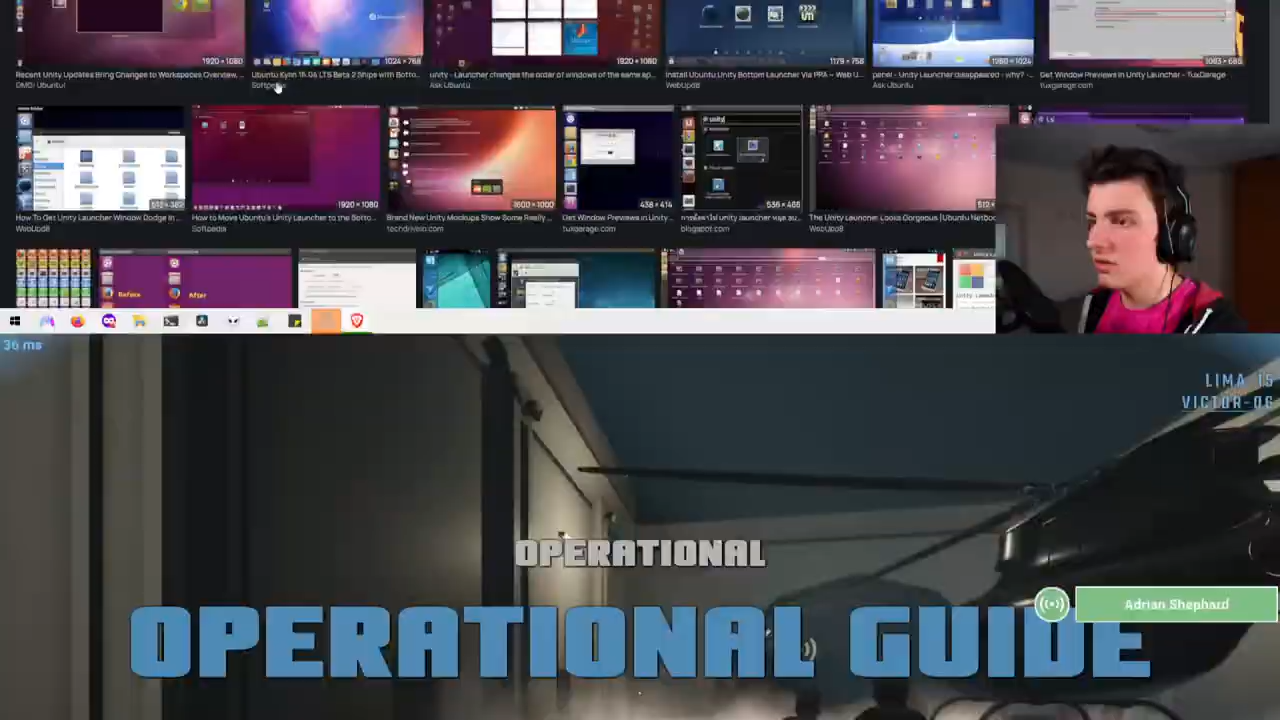 1920 × 1080
1024 × 768
1920 × 1080
1179 × 758
1280 × 1024
1093 × 685
Recent Unity Updates Bring Changes to Workspaces Overview, ...
OMG! Ubuntu!
Ubuntu Kylin 16.04 LTS Beta 2 Ships with Botto...
Softpedia
unity - Launcher changes the order of windows of the same ap...
Ask Ubuntu
Install Ubuntu Unity Bottom Launcher Via PPA ~ Web U...
WebUpd8
panel - Unity Launcher disappeared - why? -...
Ask Ubuntu
Get Window Previews in Unity Launcher - TuxGarage
tuxgarage.com
unity
1920 × 1080
1600 × 1000
438 × 414
536 × 465
How To Get Unity Launcher Window Dodge In ...
WebUpd8
How to Move Ubuntu's Unity Launcher to the Botto...
Softpedia
Brand New Unity Mockups Show Some Really ...
techdrivein.com
Get Window Previews in Unity ...
tuxgarage.com
blogspot.com
The Unity Launcher Looks Gorgeous |Ubuntu Netboo
WebUpd8
Before
After
36 ms
LIMA-15
VICTOR-06
OPERATIONAL
Adrian Shephard
OPERATIONAL GUIDE